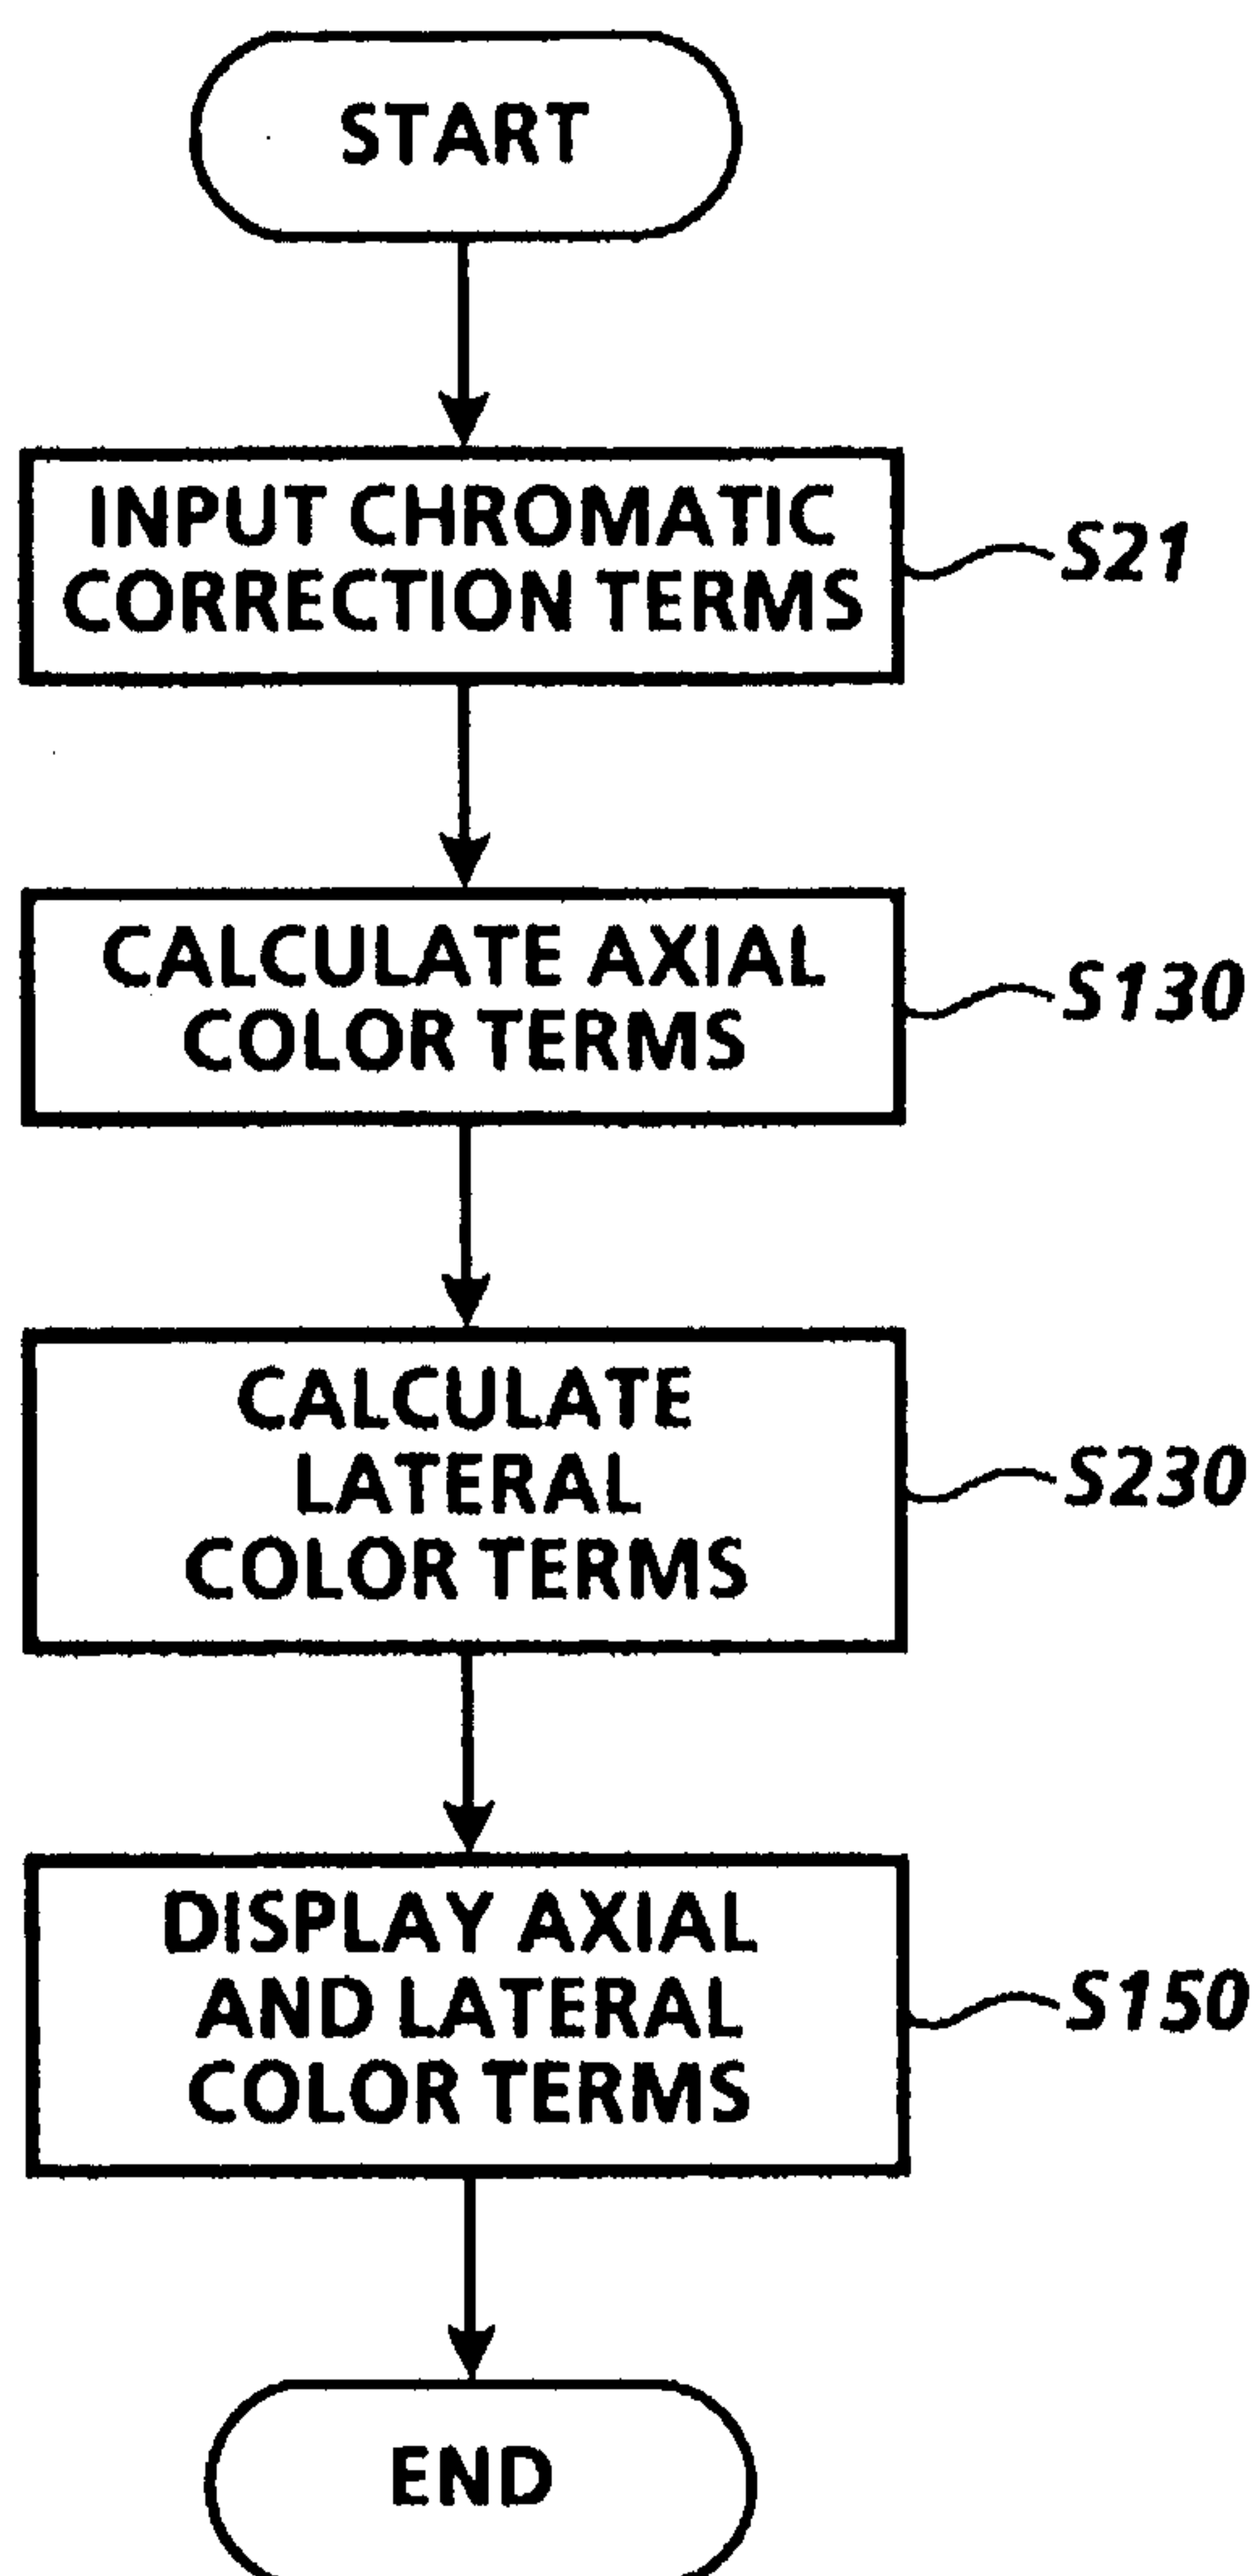 START
INPUT CHROMATIC
CORRECTION TERMS
S21
CALCULATE AXIAL
COLOR TERMS
S130
CALCULATE
LATERAL
COLOR TERMS
S230
DISPLAY AXIAL
AND LATERAL
COLOR TERMS
S150
END